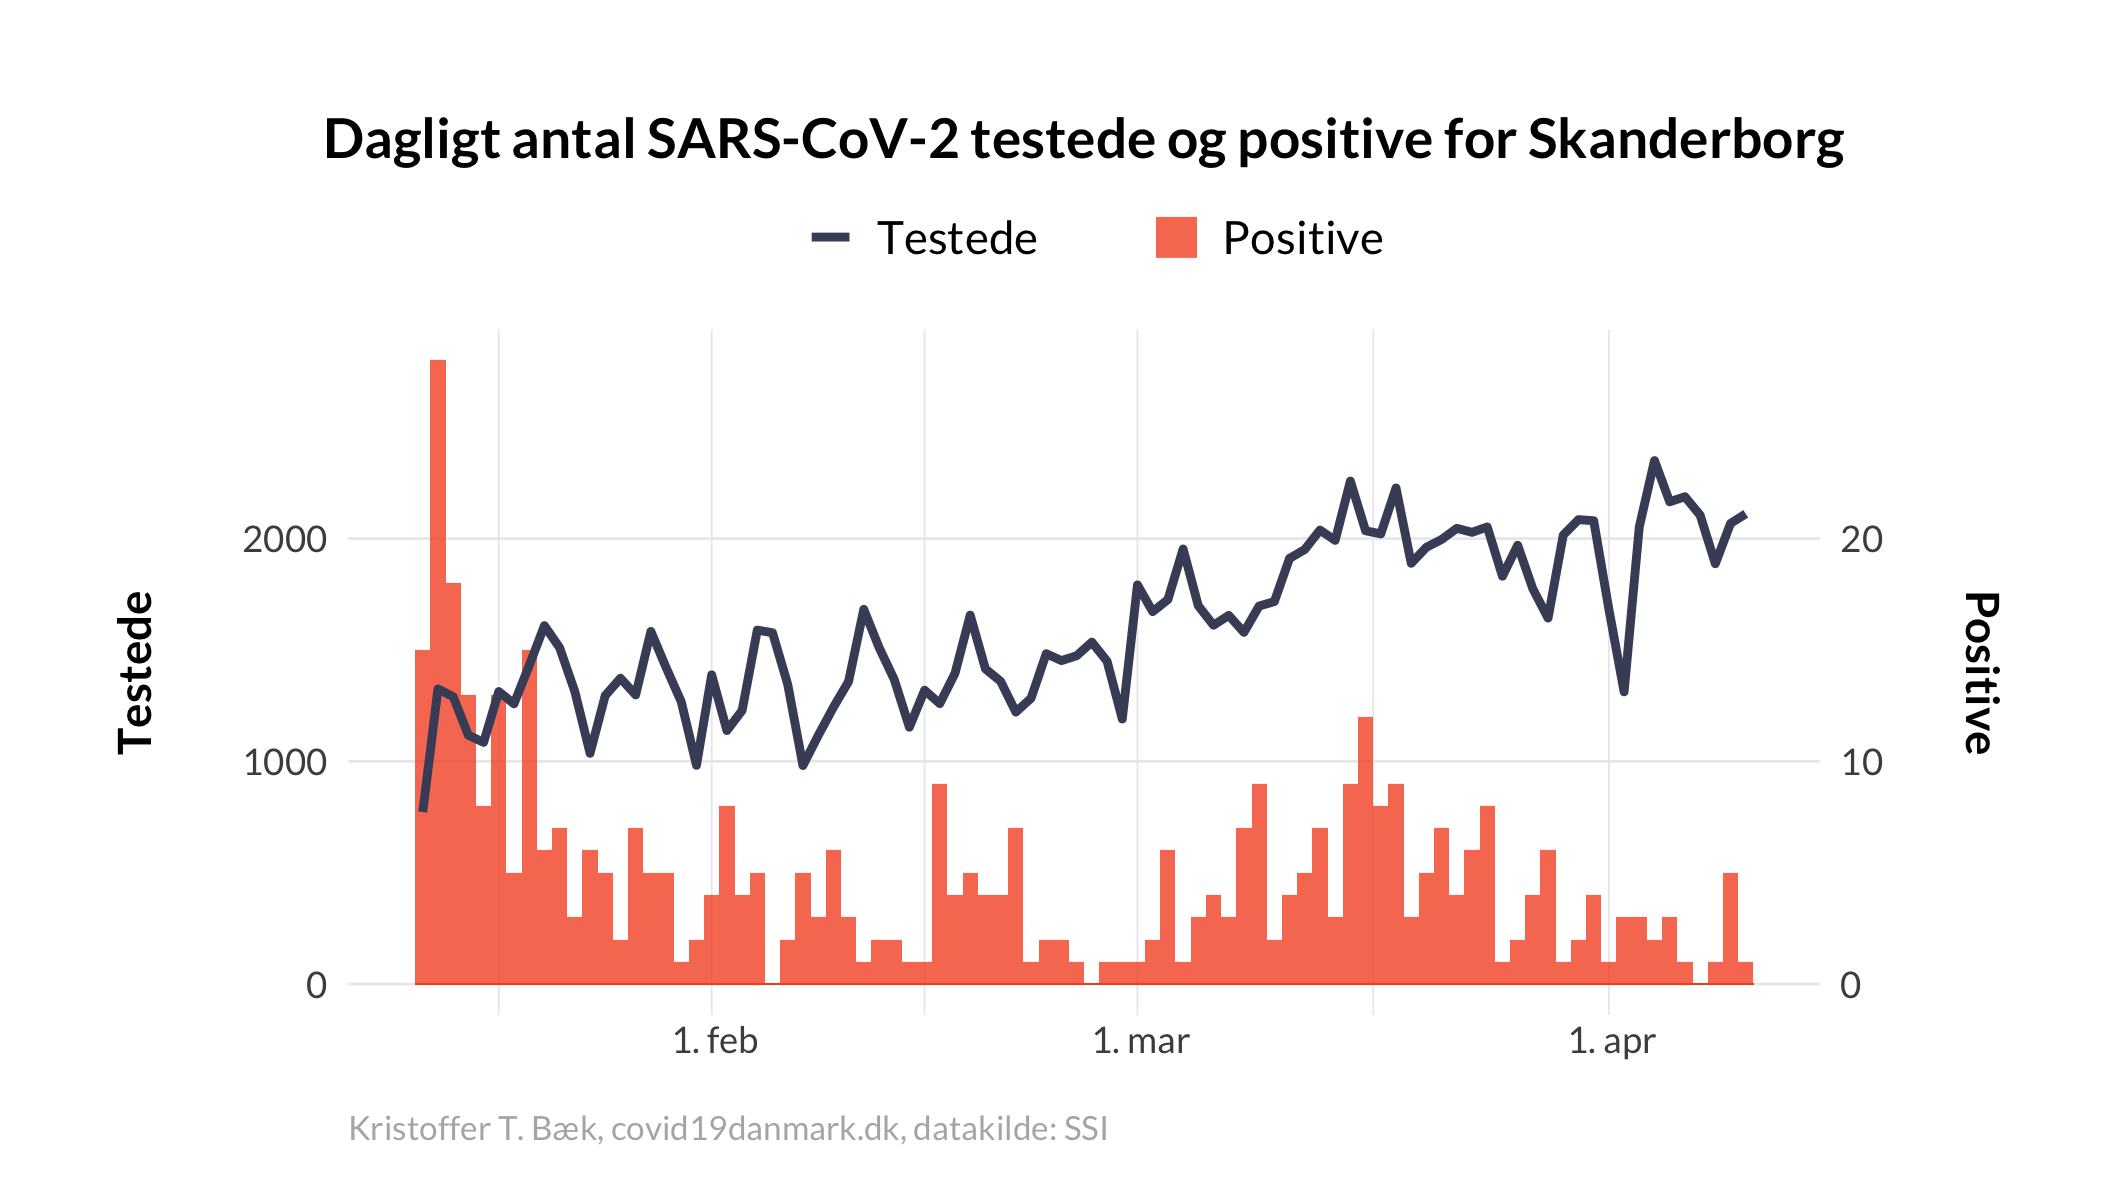 Dagligt antal SARS-CoV-2 testede og positive for Skanderborg
Testede
Positive
2000
1000
0
Testede
20
10
0
Positive
1. feb
1. mar
1. apr
Kristoffer T. Bæk, covid19danmark.dk, datakilde: SSI